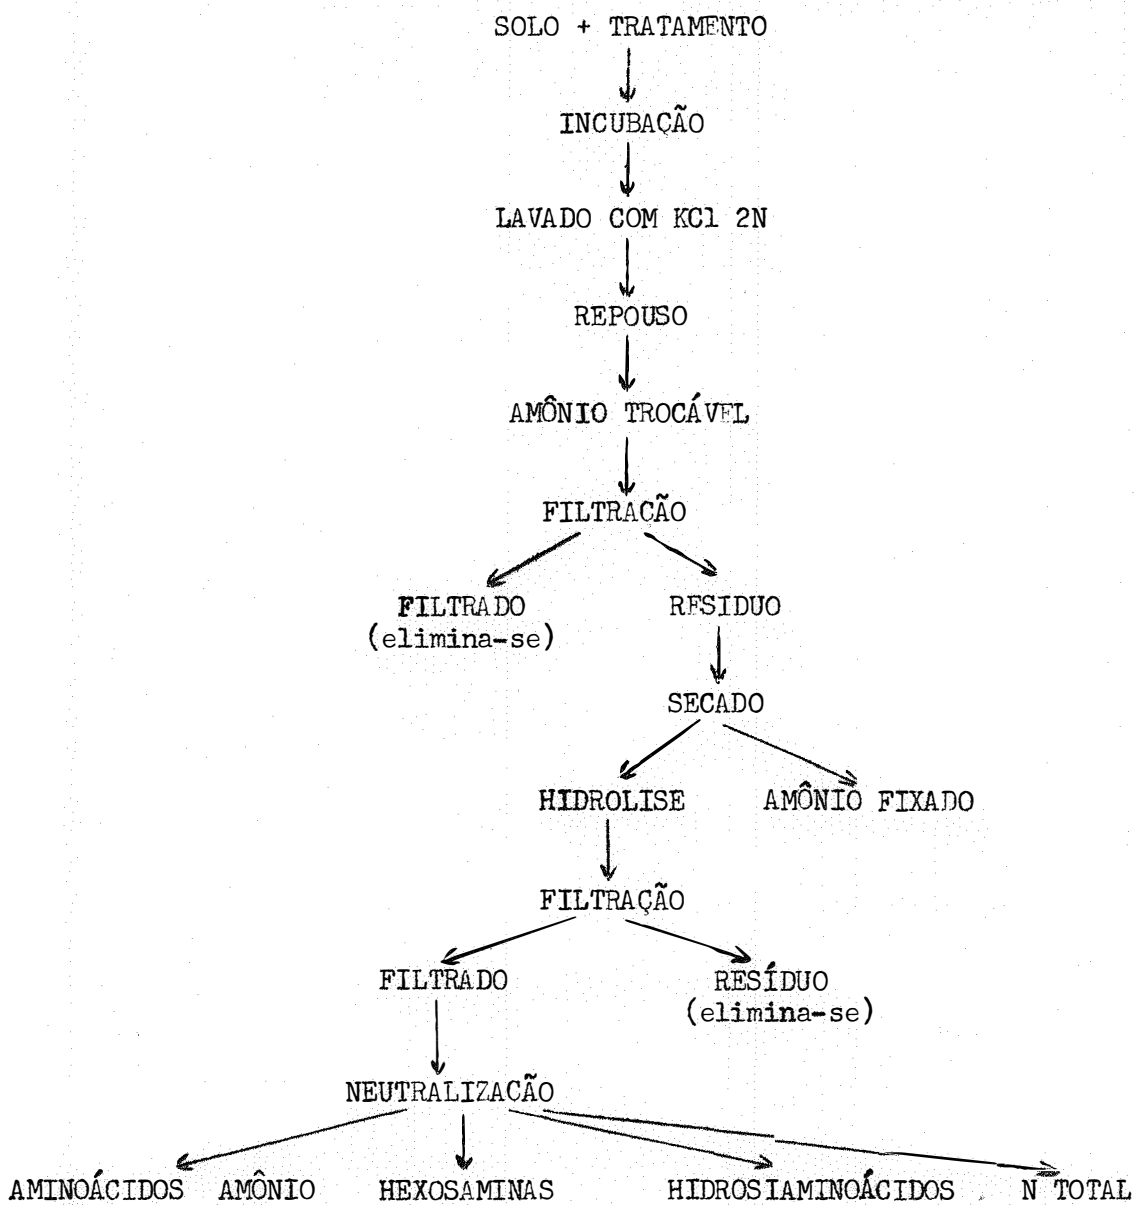 SOLO + TRATAMENTO
INCUBAÇÃO
LAVADO COM KCl 2N
REPOUSO
AMÔNIO TROCÁVEL
FILTRACÃO
FILTRADO RESIDUO
(elimina-se)
SECADO
HIDROLISE AMÔNIO FIXADO
FILTRAÇÃO
FILTRADO RESÍDUO
(elimina-se)
NEUTRALIZACÃO
AMINOÁCIDOS AMÔNIO HEXOSAMINAS HIDROSIAMINOÁCIDOS N TOTAL